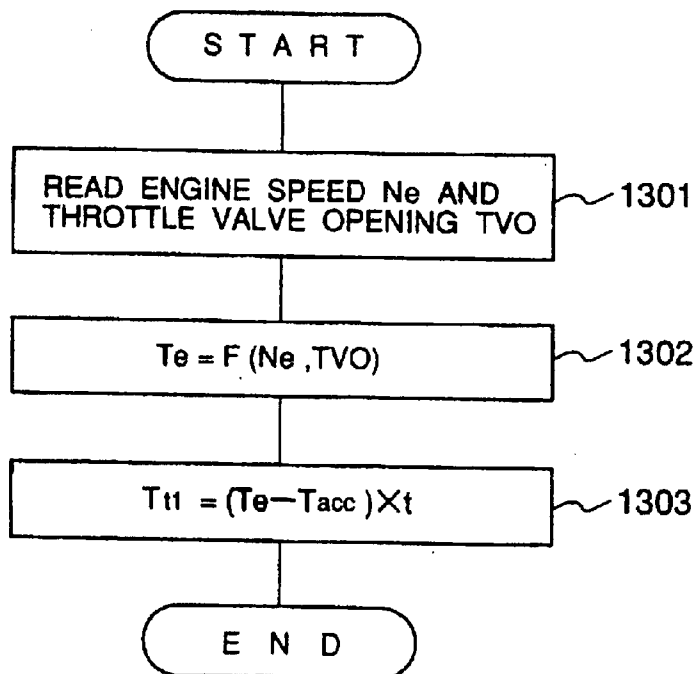 START
READ ENGINE SPEED Ne AND
THROTTLE VALVE OPENING TVO
1301
Te = F (Ne ,TVO)
1302
Tt1 = (Te−Tacc)×t
1303
END